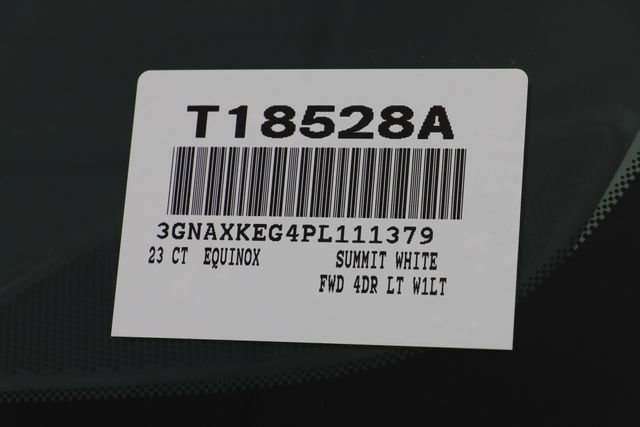 T18528A
3GNAXKEG4PL111379
23 CT EQUINOX SUMMIT WHITE
FWD 4DR LT W1LT